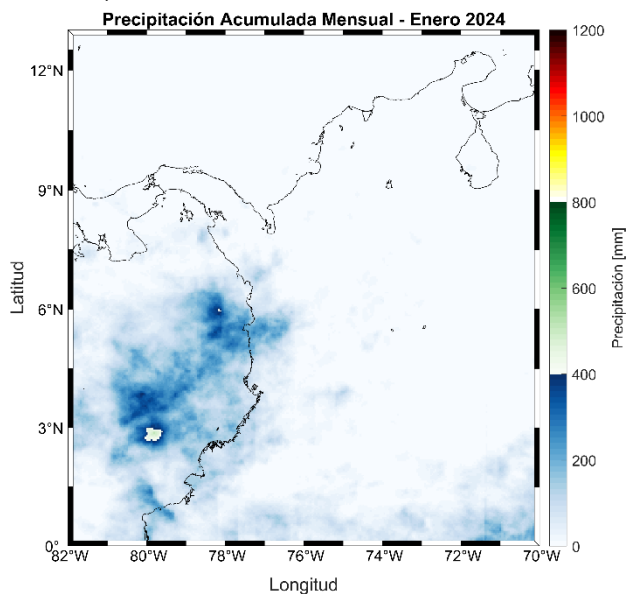 Precipitación Acumulada Mensual - Enero 2024
12°N
9°N
6°N
3°N
0°
82°W 80°W 78°W 76°W 74°W 72°W 70°W
Latitud
Longitud
1200
1000
800
600
400
200
0
Precipitación [mm]